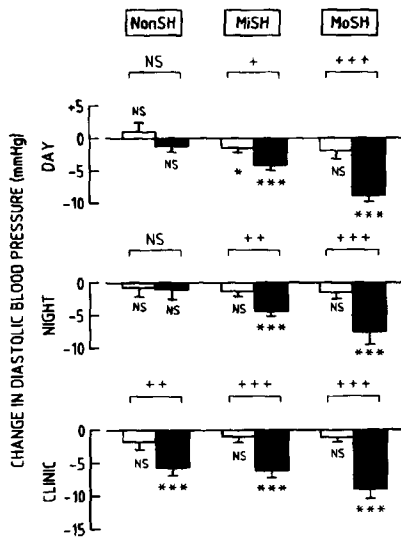 NonSH MiSH MoSH
NS + +++
CHANGE IN DIASTOLIC BLOOD PRESSURE (mmHg)
DAY
+5
0
-5
-10
NS
NS
*
***
NS
***
NS ++ +++
NIGHT
0
-5
-10
NS
NS
NS
***
NS
***
++ +++ +++
CLINIC
0
-5
-10
-15
NS
***
NS
***
NS
***